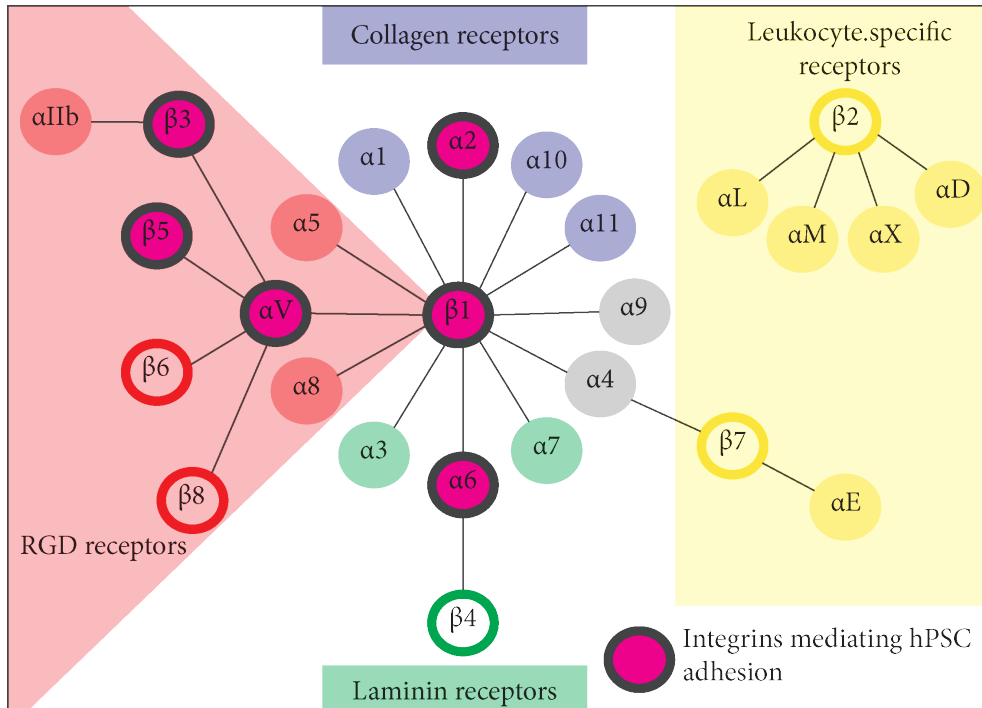 Collagen receptors
Leukocyte.specific
receptors
αIIb
β3
α2
β2
α1
α10
αL
αD
α5
α11
αM
αX
β5
αV
β1
α9
β6
α8
α4
α3
α7
β7
α6
β8
αE
RGD receptors
β4
Integrins mediating hPSC
adhesion
Laminin receptors